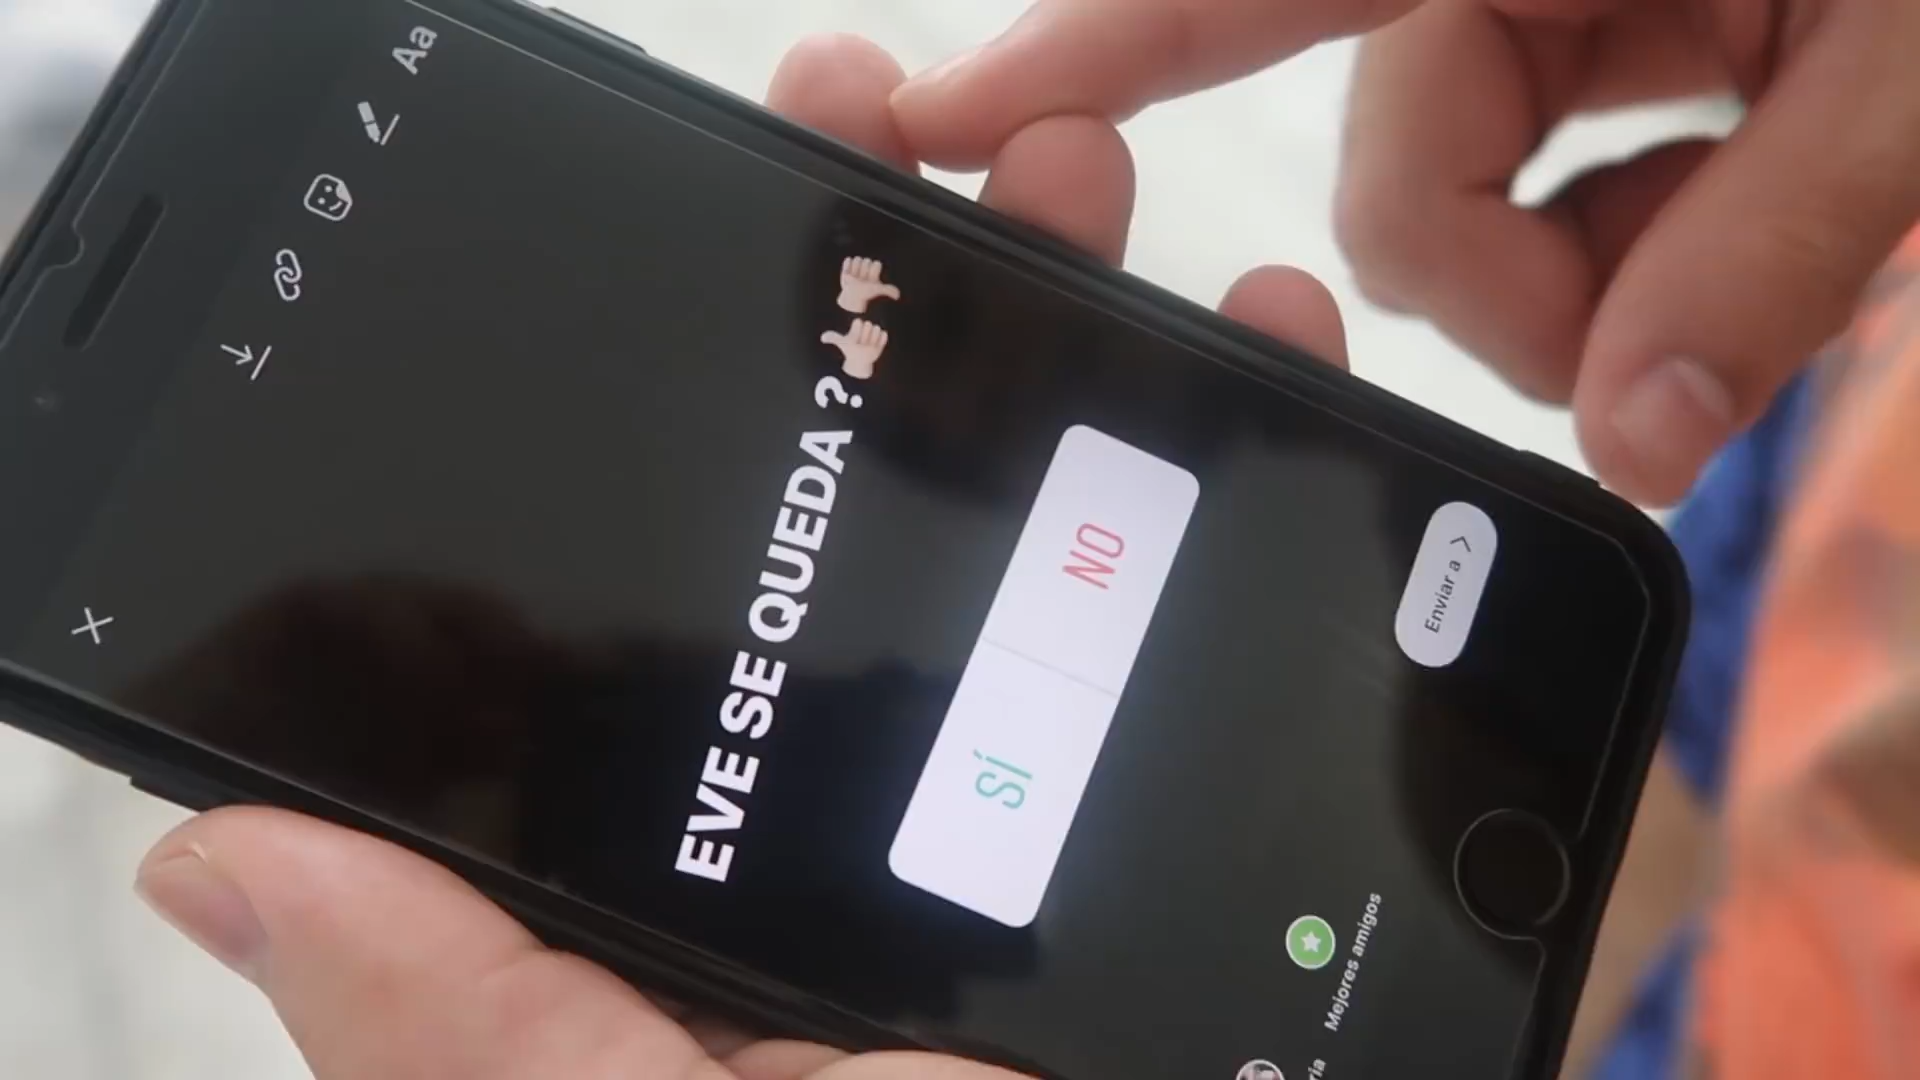 Aa
EVE SE QUEDA ?👎🏻👍🏻
SÍ
NO
Mejores amigos
Enviar a >